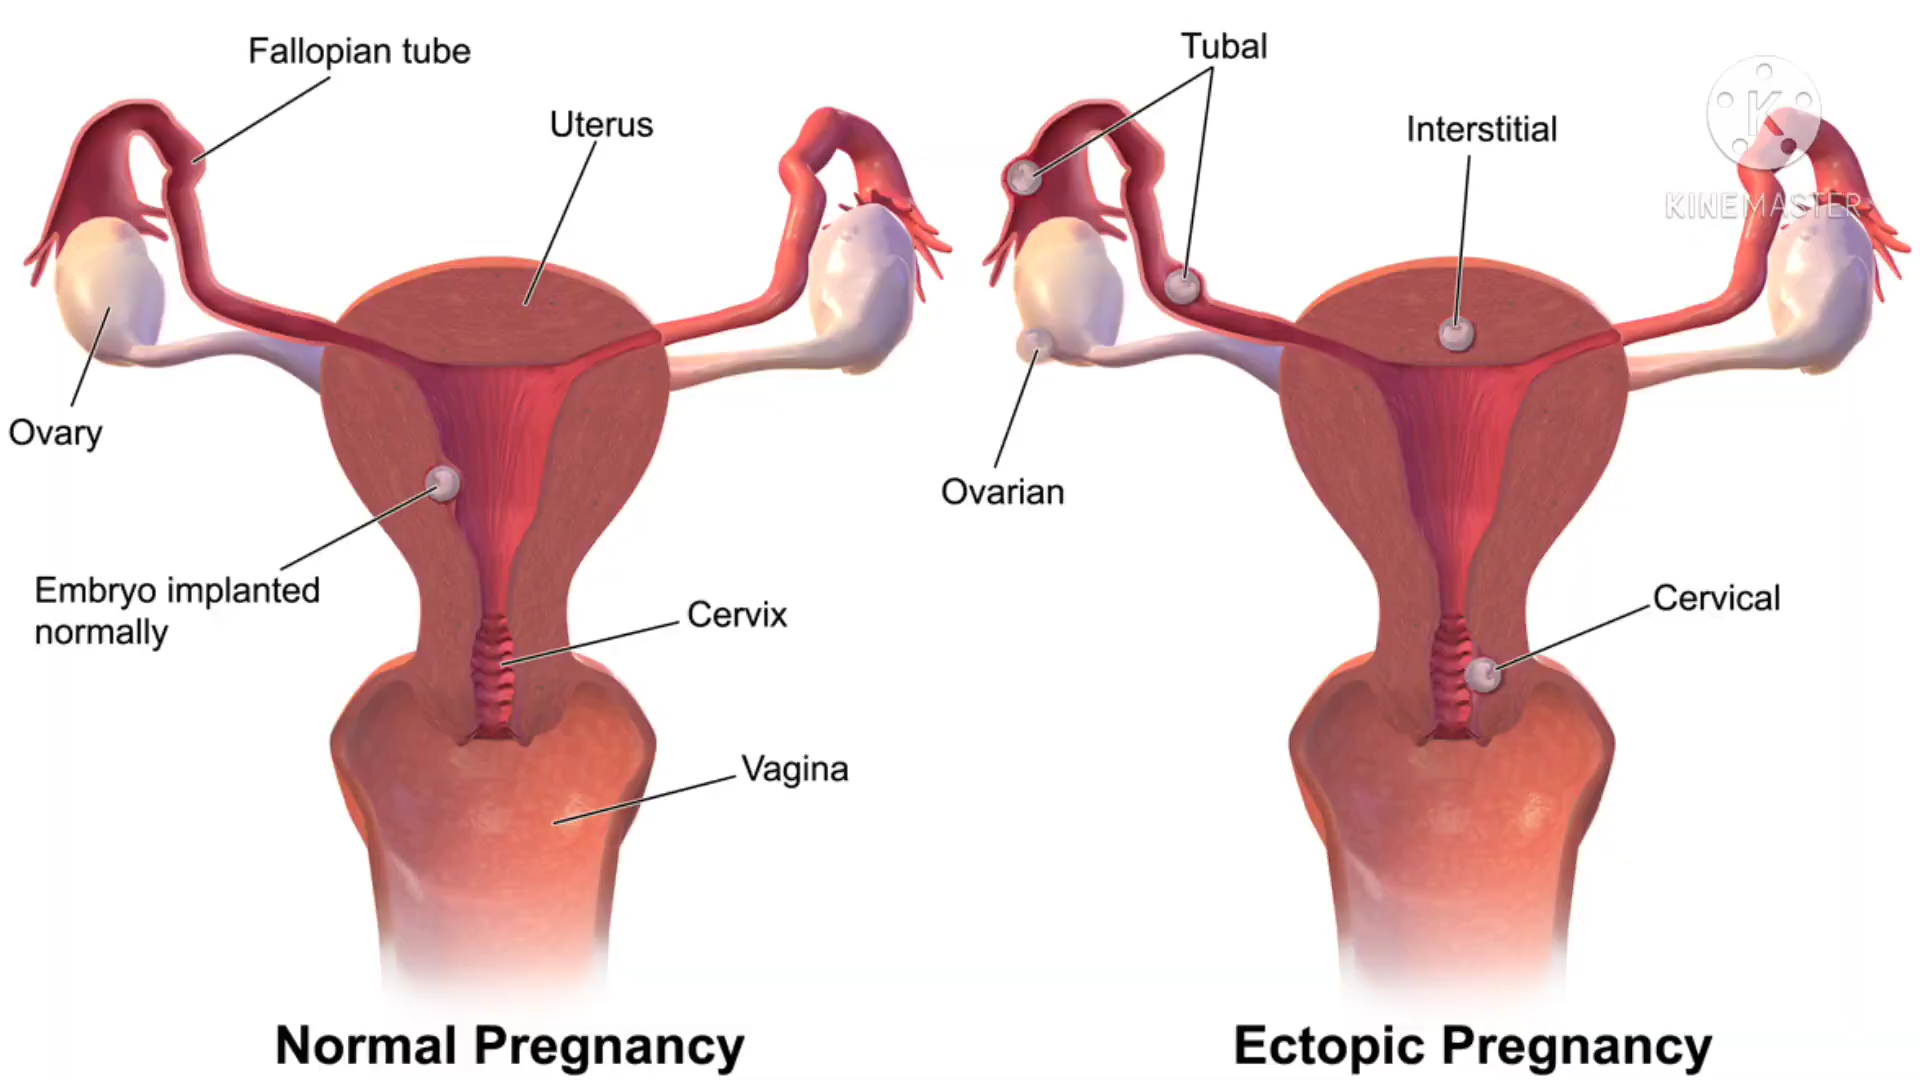 Fallopian tube
Uterus
Ovary
Embryo implanted
normally
Cervix
Vagina
Normal Pregnancy
Tubal
Interstitial
K
KINEMASTER
Ovarian
Cervical
Ectopic Pregnancy